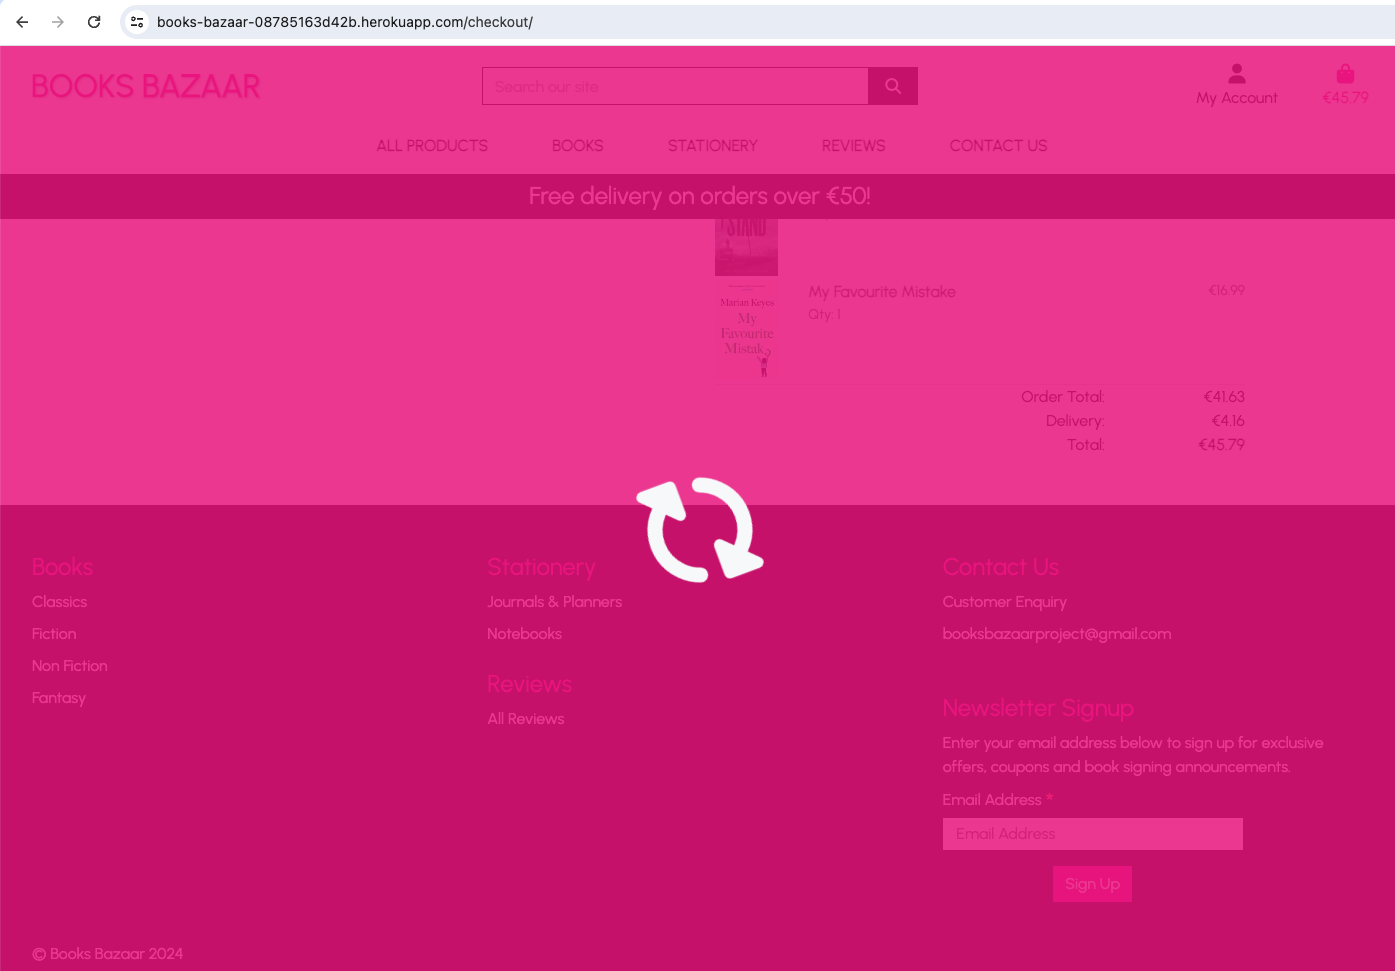 books-bazaar-08785163d42b.herokuapp.com/checkout/
BOOKS BAZAAR
Search our site
My Account
€45.79
ALL PRODUCTS
BOOKS
STATIONERY
REVIEWS
CONTACT US
Free delivery on orders over €50!
STAND
Marian Keyes
My
Favourite
Mistake
My Favourite Mistake
€16.99
Qty: 1
Order Total: €41.63
Delivery: €4.16
Total: €45.79
Books
Classics
Fiction
Non Fiction
Fantasy
Stationery
Journals & Planners
Notebooks
Reviews
All Reviews
Contact Us
Customer Enquiry
booksbazaarproject@gmail.com
Newsletter Signup
Enter your email address below to sign up for exclusive
offers, coupons and book signing announcements.
Email Address *
Email Address
Sign Up
© Books Bazaar 2024